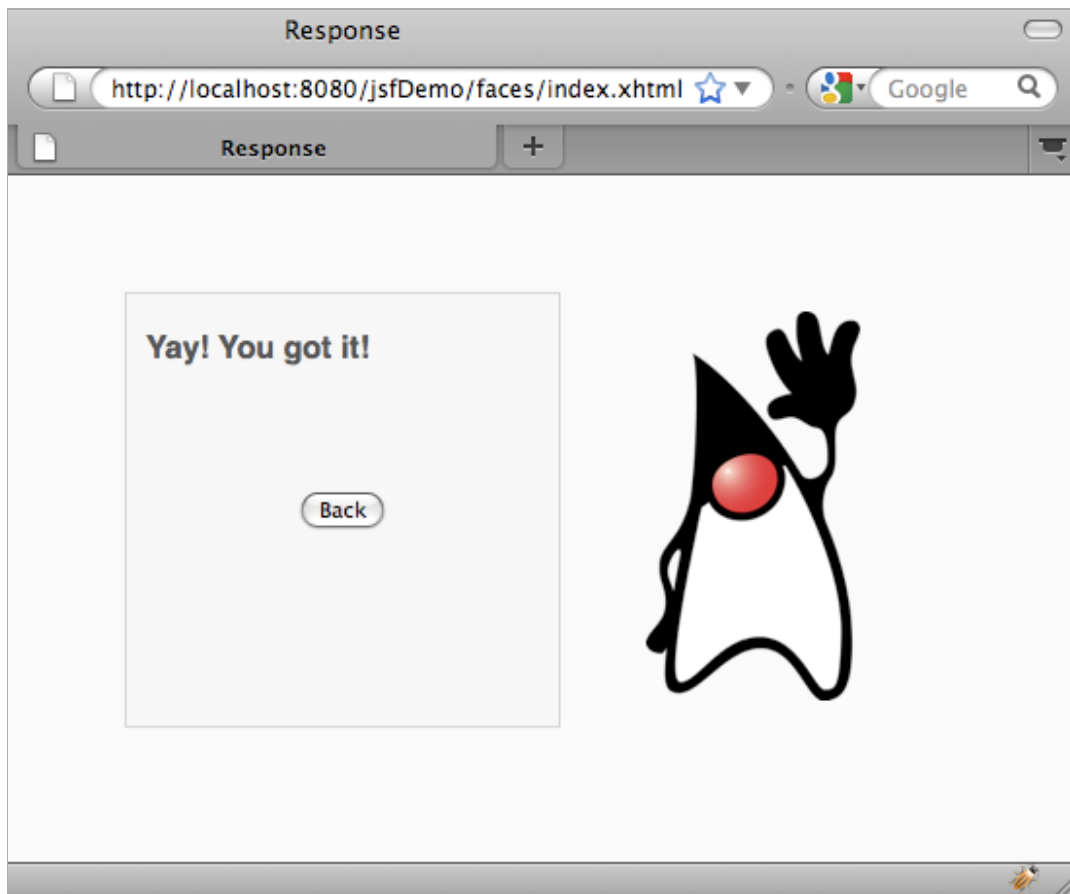 Response
http://localhost:8080/jsfDemo/faces/index.xhtml
Google
Response
Yay! You got it!
Back